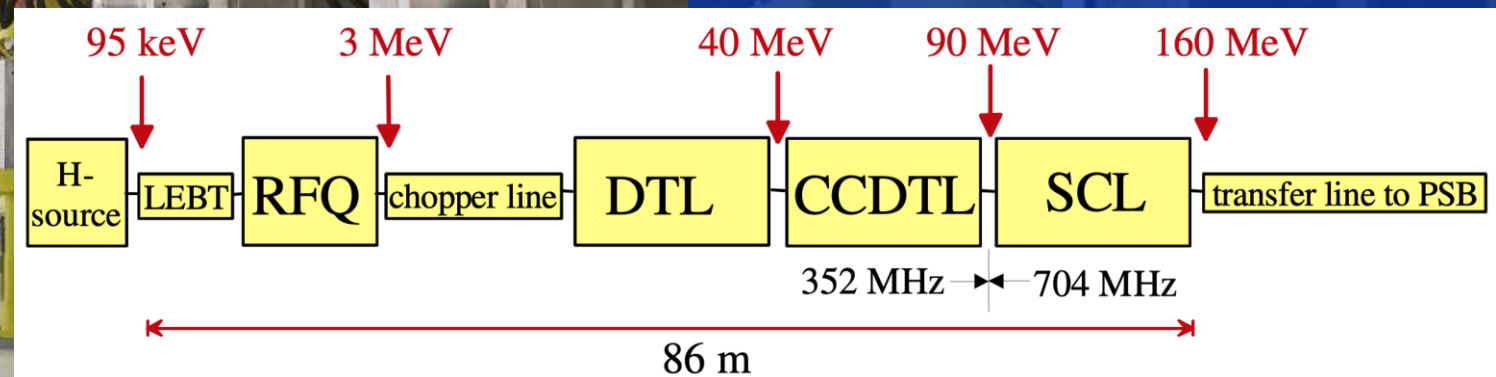 95 keV
3 MeV
40 MeV
90 MeV
160 MeV
H-
source
LEBT
RFQ
chopper line
DTL
CCDTL
SCL
transfer line to PSB
352 MHz
704 MHz
86 m